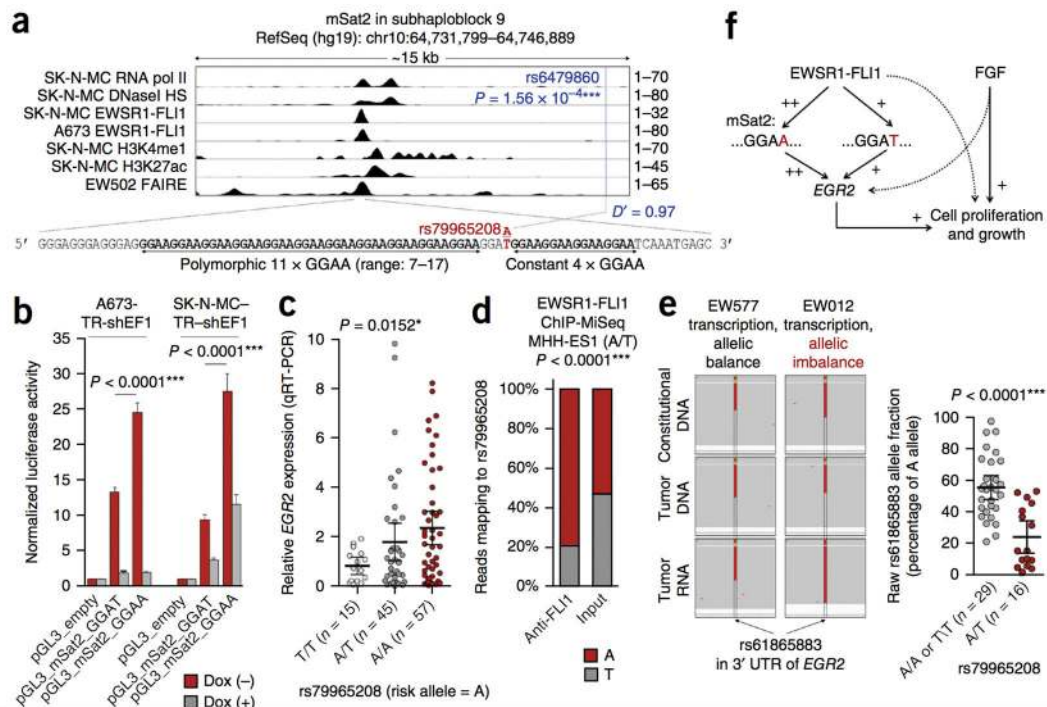 a
mSat2 in subhaploblock 9
RefSeq (hg19): chr10:64,731,799–64,746,889
~15 kb
SK-N-MC RNA pol II
SK-N-MC DNaseI HS
SK-N-MC EWSR1-FLI1
A673 EWSR1-FLI1
SK-N-MC H3K4me1
SK-N-MC H3K27ac
EW502 FAIRE
rs6479860
P = 1.56 × 10⁻⁴***
1–70
1–80
1–32
1–80
1–70
1–45
1–65
D′ = 0.97
rs79965208
A
5′ GGGAGGGAGGGAGGGAAGGAAGGAAGGAAGGAAGGAAGGAAGGAAGGAAGGAAGGAAGGATGGAAGGAAGGAAGGAATCAAATGAGC 3′
Polymorphic 11 × GGAA (range: 7–17)
Constant 4 × GGAA
f
EWSR1-FLI1
FGF
++
+
mSat2:
...GGAA...
...GGAT...
++
+
EGR2
+
+
Cell proliferation
and growth
b
A673-
TR-shEF1
SK-N-MC–
TR–shEF1
P < 0.0001***
P < 0.0001***
Normalized luciferase activity
35
30
25
20
15
10
5
0
pGL3_empty
pGL3_mSat2_GGAT
pGL3_mSat2_GGAA
pGL3_empty
pGL3_mSat2_GGAT
pGL3_mSat2_GGAA
Dox (–)
Dox (+)
c
P = 0.0152*
Relative EGR2 expression (qRT-PCR)
10
8
6
4
2
0
T/T (n = 15)
A/T (n = 45)
A/A (n = 57)
rs79965208 (risk allele = A)
d
EWSR1-FLI1
ChIP-MiSeq
MHH-ES1 (A/T)
P < 0.0001***
Reads mapping to rs79965208
100%
80%
60%
40%
20%
0%
Anti-FLI1
Input
A
T
e
EW577
transcription,
allelic
balance
EW012
transcription,
allelic
imbalance
Constitutional
DNA
Tumor
DNA
Tumor
RNA
rs61865883
in 3′ UTR of EGR2
P < 0.0001***
Raw rs61865883 allele fraction
(percentage of A allele)
100
80
60
40
20
0
A/A or T\T (n = 29)
A/T (n = 16)
rs79965208